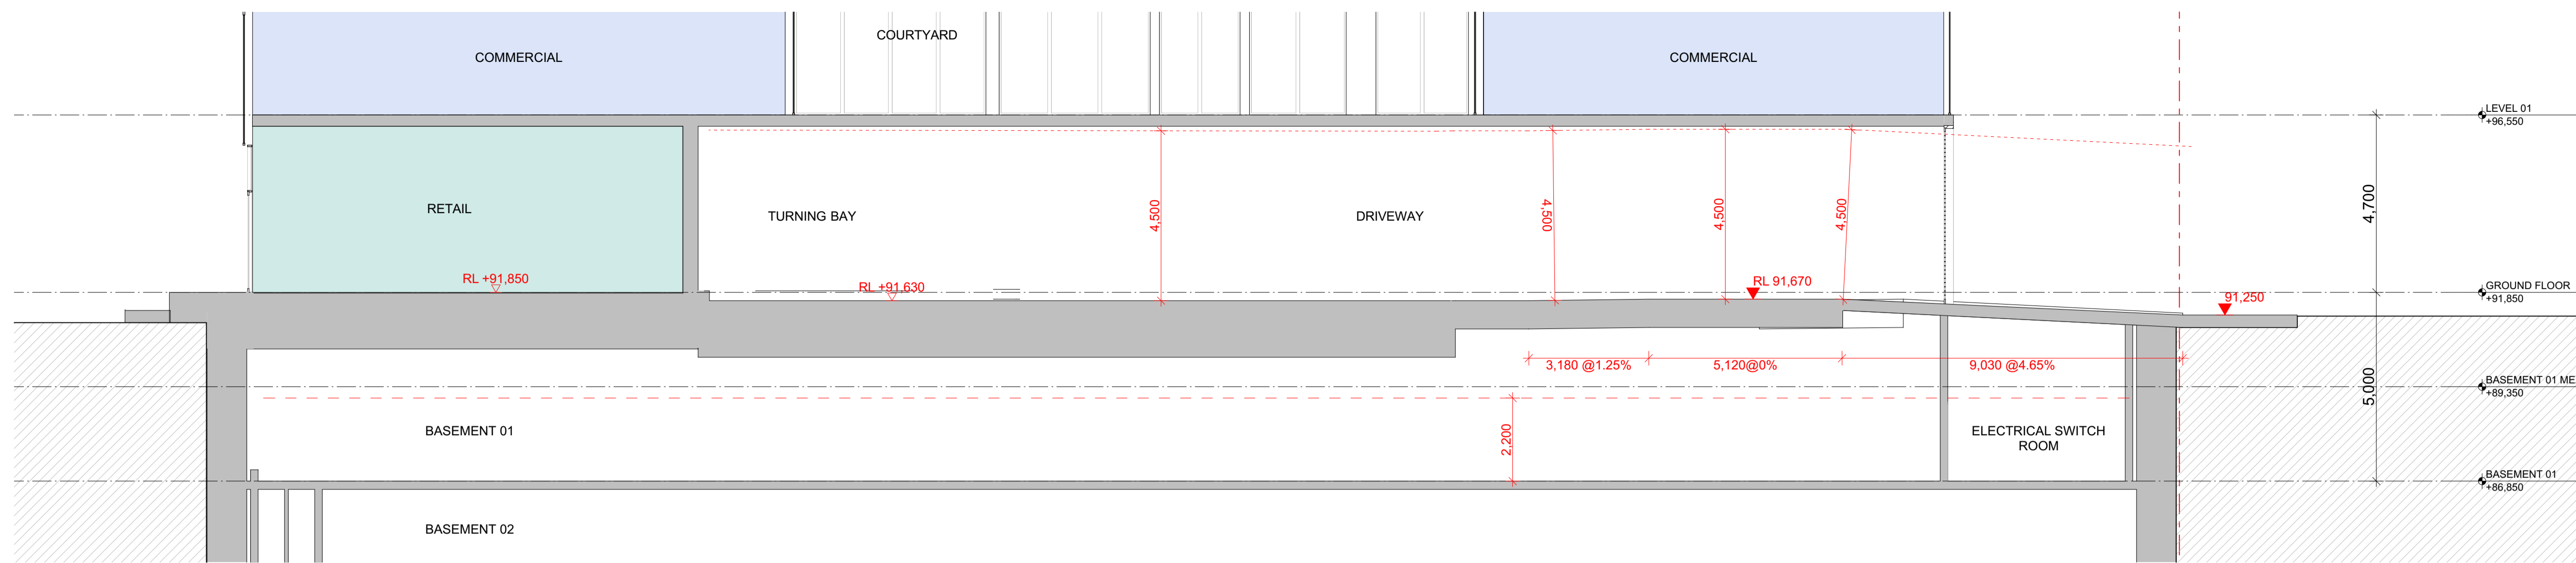 COURTYARD
COMMERCIAL
COMMERCIAL
LEVEL 01
+96,550
RETAIL
TURNING BAY
DRIVEWAY
4,500
4,500
4,500
4,500
4,700
RL +91,850
RL +91,630
RL 91,670
91,250
GROUND FLOOR
+91,850
3,180 @1.25%
5,120@0%
9,030 @4.65%
BASEMENT 01 ME
+89,350
5,000
BASEMENT 01
2,200
ELECTRICAL SWITCH
ROOM
BASEMENT 01
+86,850
BASEMENT 02